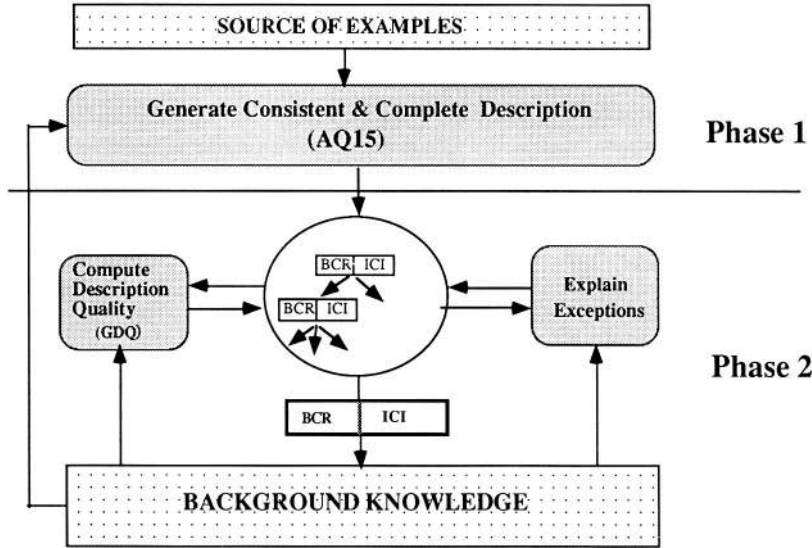 SOURCE OF EXAMPLES
Generate Consistent & Complete Description
(AQ15)
Phase 1
BCR ICI
BCR ICI
Compute
Description
Quality
(GDQ)
Explain
Exceptions
Phase 2
BCR ICI
BACKGROUND KNOWLEDGE